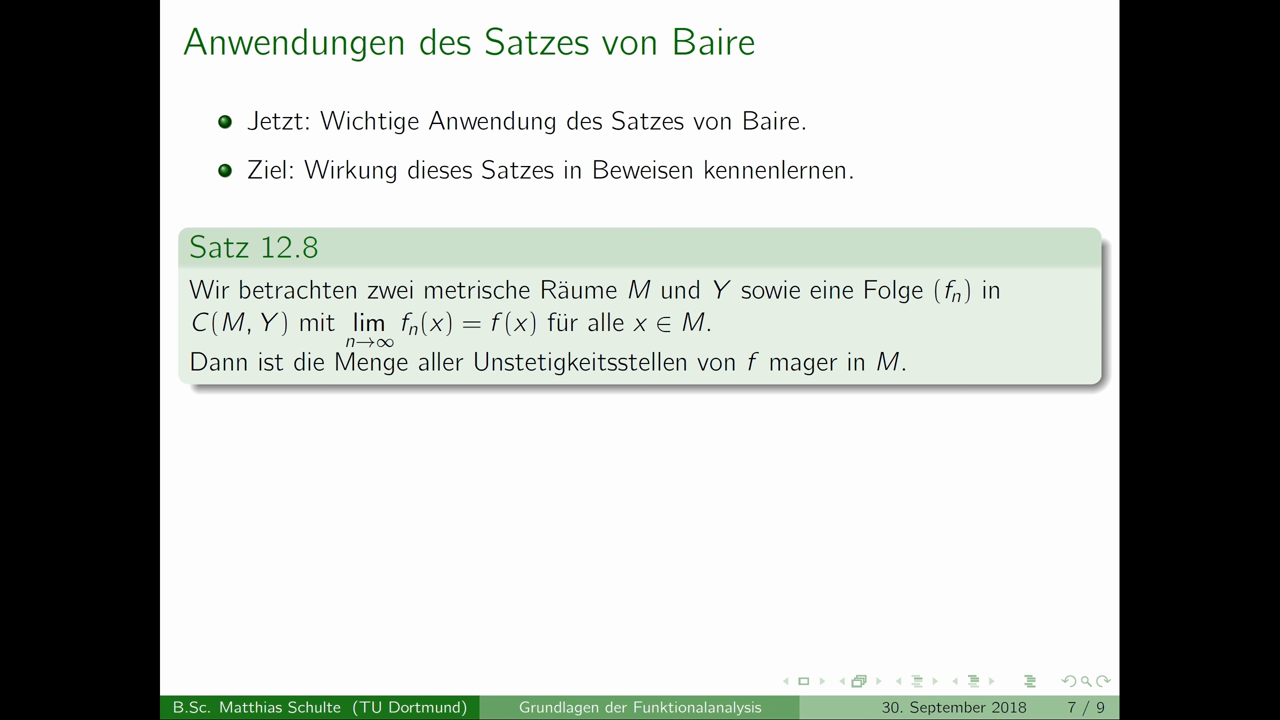 Anwendungen des Satzes von Baire
Jetzt: Wichtige Anwendung des Satzes von Baire.
Ziel: Wirkung dieses Satzes in Beweisen kennenlernen.
Satz 12.8
Wir betrachten zwei metrische Räume M und Y sowie eine Folge (fₙ) in
C(M, Y) mit lim fₙ(x) = f(x) für alle x ∈ M.
n→∞
Dann ist die Menge aller Unstetigkeitsstellen von f mager in M.
B.Sc. Matthias Schulte (TU Dortmund) Grundlagen der Funktionalanalysis 30. September 2018 7 / 9